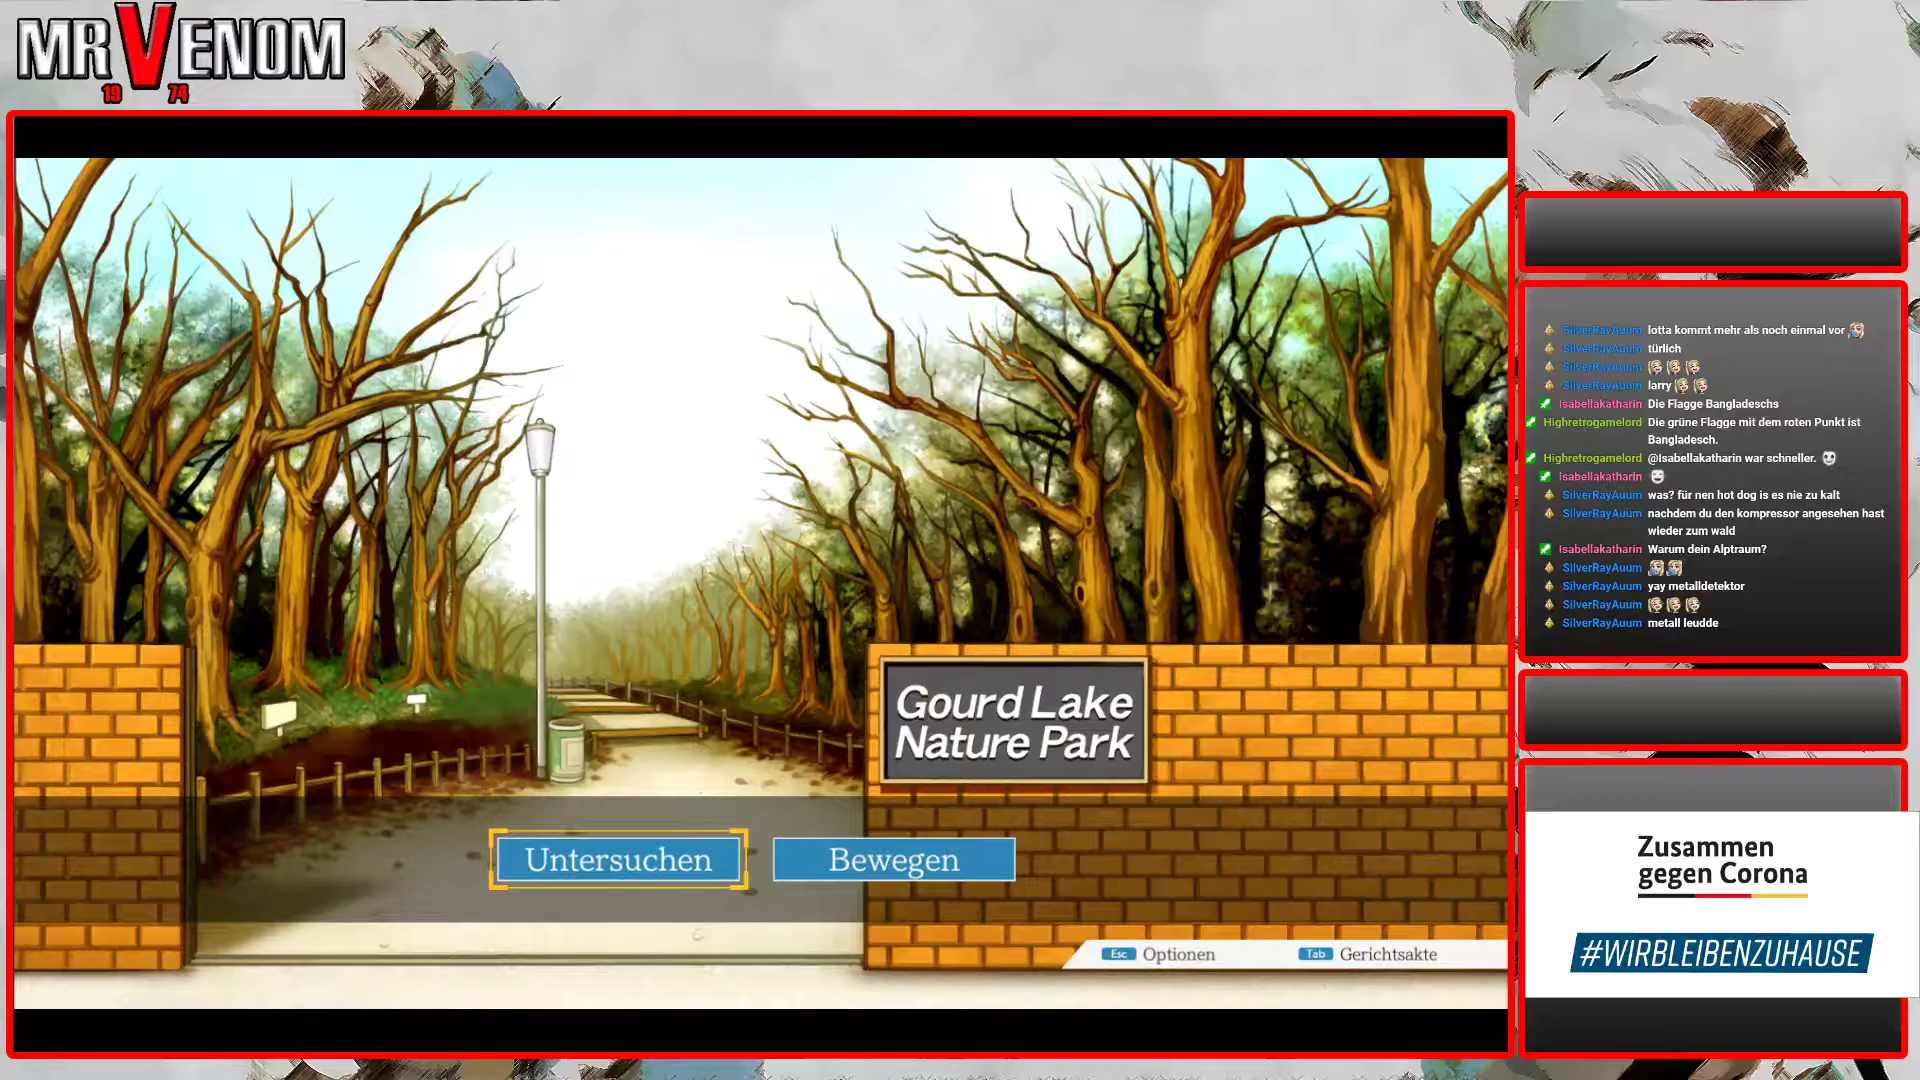 MRVENOM
19 74
Gourd Lake
Nature Park
Untersuchen
Bewegen
Esc Optionen
Tab Gerichtsakte
SilverRayAuum lotta kommt mehr als noch einmal vor
SilverRayAuum türlich
SilverRayAuum
SilverRayAuum larry
Isabellakatharin Die Flagge Bangladeschs
Highretrogamelord Die grüne Flagge mit dem roten Punkt ist
Bangladesch.
Highretrogamelord @Isabellakatharin war schneller.
Isabellakatharin
SilverRayAuum was? für nen hot dog is es nie zu kalt
SilverRayAuum nachdem du den kompressor angesehen hast
wieder zum wald
Isabellakatharin Warum dein Alptraum?
SilverRayAuum
SilverRayAuum yay metalldetektor
SilverRayAuum
SilverRayAuum metall leudde
Zusammen
gegen Corona
#WIRBLEIBENZUHAUSE